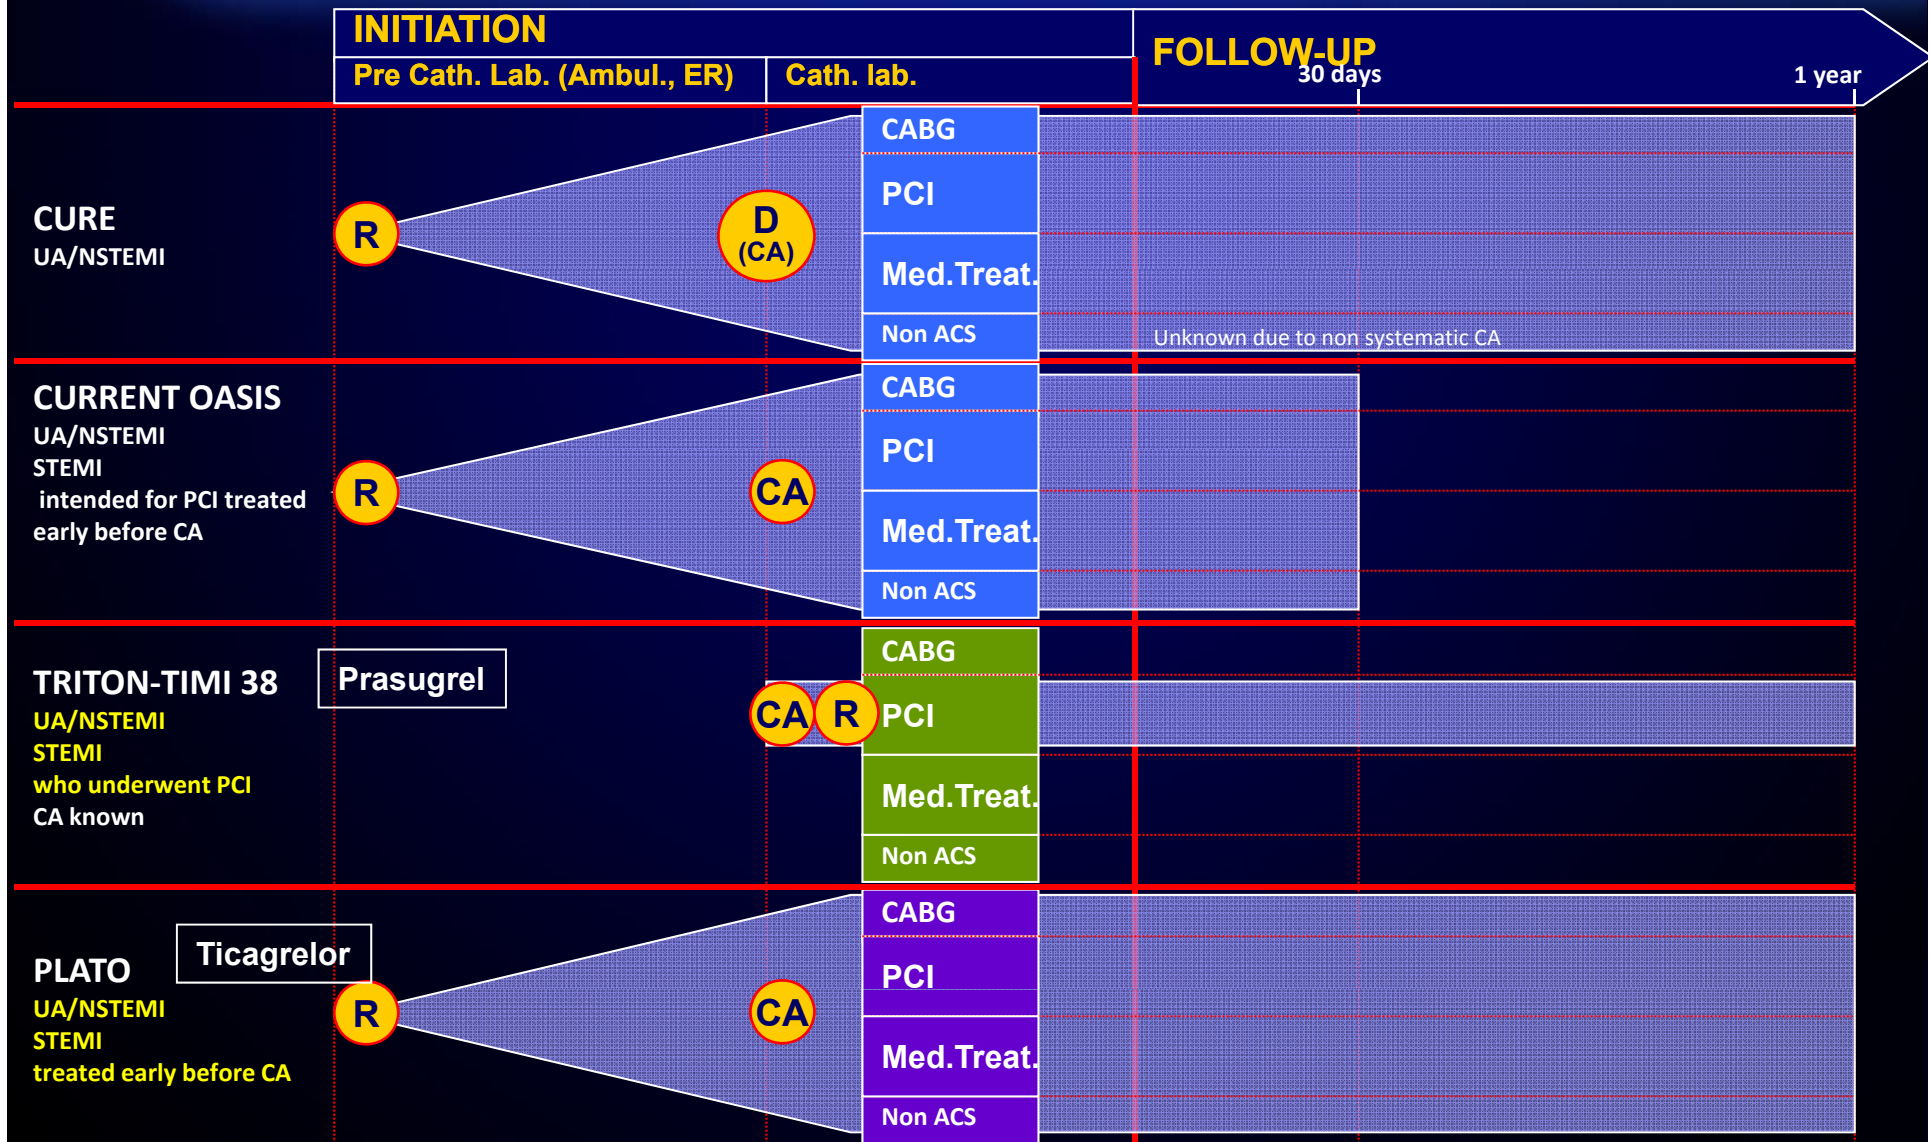 INITIATION
FOLLOW-UP
Pre Cath. Lab. (Ambul., ER)
Cath. lab.
30 days
1 year
CURE
UA/NSTEMI
R
D
(CA)
CABG
PCI
Med.Treat.
Non ACS
Unknown due to non systematic CA
CURRENT OASIS
UA/NSTEMI
STEMI
intended for PCI treated
early before CA
R
CA
CABG
PCI
Med.Treat.
Non ACS
TRITON-TIMI 38
UA/NSTEMI
STEMI
who underwent PCI
CA known
Prasugrel
CA
R
CABG
PCI
Med.Treat.
Non ACS
PLATO
UA/NSTEMI
STEMI
treated early before CA
Ticagrelor
R
CA
CABG
PCI
Med.Treat.
Non ACS